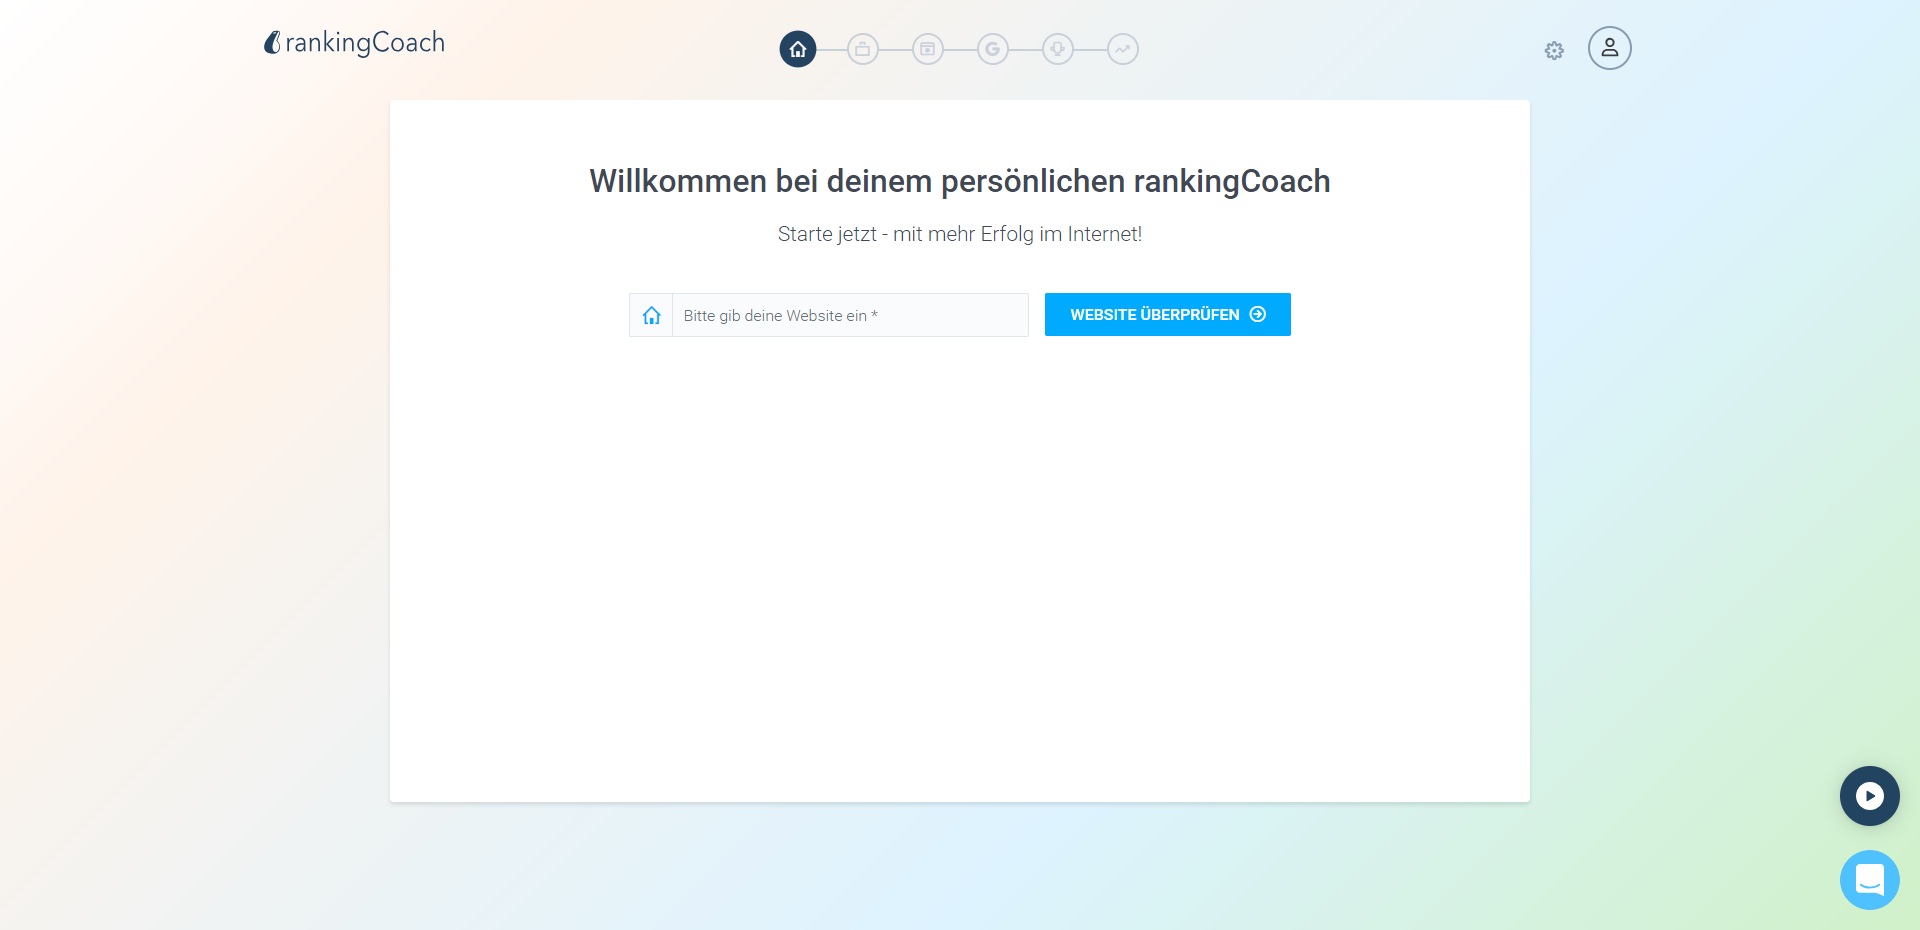 rankingCoach
Willkommen bei deinem persönlichen rankingCoach
Starte jetzt - mit mehr Erfolg im Internet!
Bitte gib deine Website ein *
WEBSITE ÜBERPRÜFEN